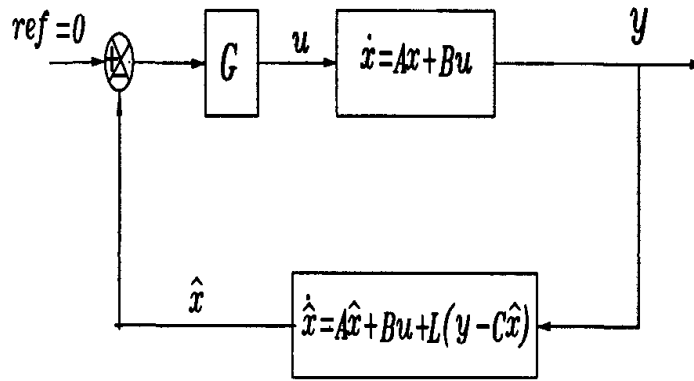 ref=0
+
G
u
ẋ=Ax+Bu
y
x̂
x̂̇=Ax̂+Bu+L(y-Cx̂)